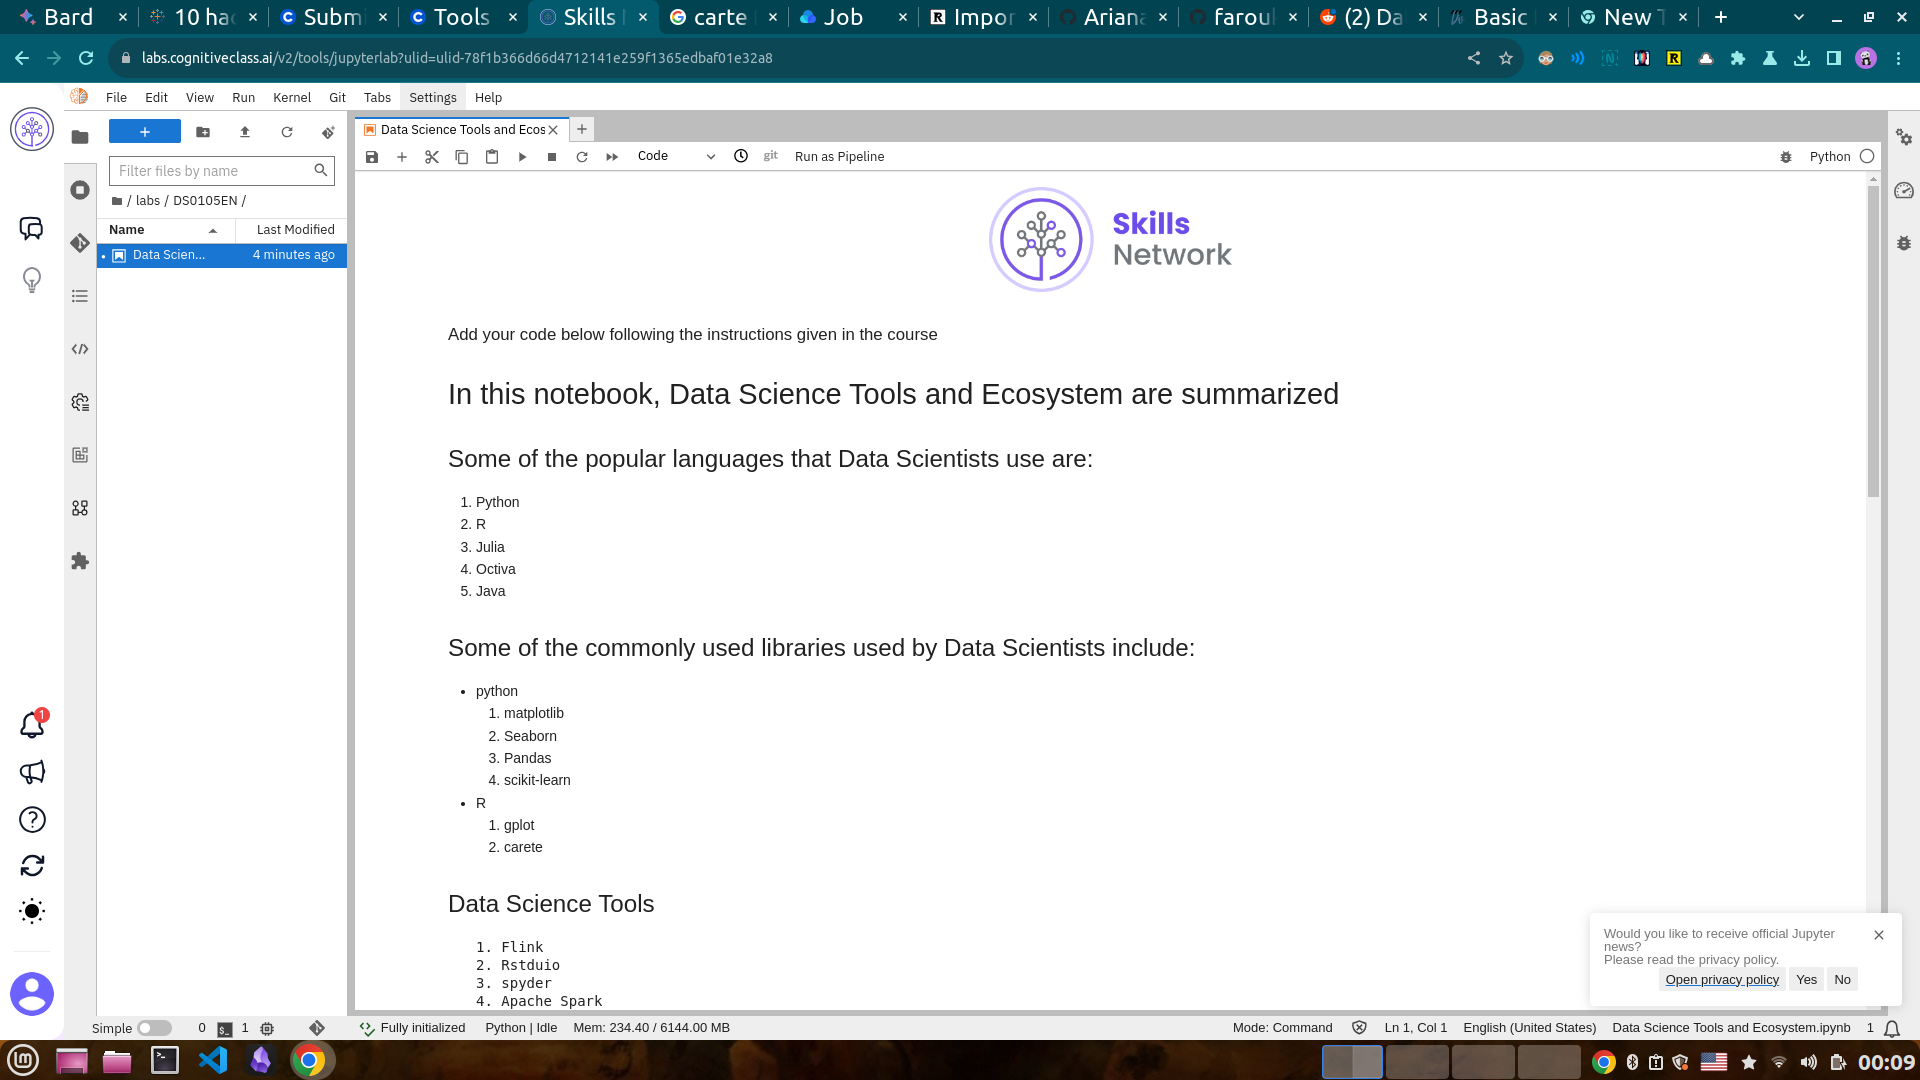 Bard
10 ha
Submi
Tools
Skills
carte
Job
Impor
Ariana
farouk
(2) Da
Basic
New T
labs.cognitiveclass.ai/v2/tools/jupyterlab?ulid=ulid-78f1b366d66d4712141e259f1365edbaf01e32a8
File Edit View Run Kernel Git Tabs Settings Help
Filter files by name
/ labs / DS0105EN /
Name Last Modified
Data Scien... 4 minutes ago
Data Science Tools and Ecos
Code
git
Run as Pipeline
Python
Skills
Network
Add your code below following the instructions given in the course
In this notebook, Data Science Tools and Ecosystem are summarized
Some of the popular languages that Data Scientists use are:
1. Python
2. R
3. Julia
4. Octiva
5. Java
Some of the commonly used libraries used by Data Scientists include:
• python
1. matplotlib
2. Seaborn
3. Pandas
4. scikit-learn
• R
1. gplot
2. carete
Data Science Tools
1. Flink
2. Rstduio
3. spyder
4. Apache Spark
Would you like to receive official Jupyter
news?
Please read the privacy policy.
Open privacy policy Yes No
1
Simple 0 1 Fully initialized Python | Idle Mem: 234.40 / 6144.00 MB Mode: Command Ln 1, Col 1 English (United States) Data Science Tools and Ecosystem.ipynb 1
00:09